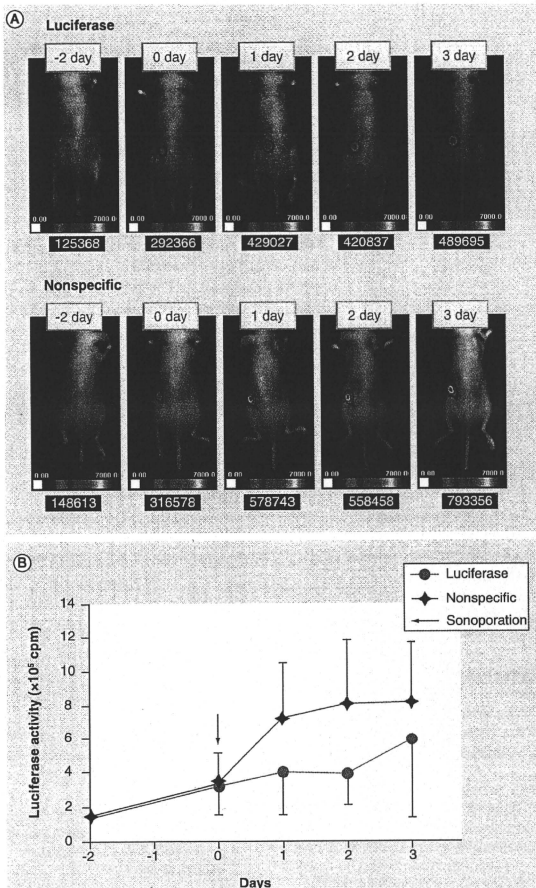 A
Luciferase
-2 day 0 day 1 day 2 day 3 day
0.00 7000.0 0.00 7000.0 0.00 7000.0 0.00 7000.0 0.00 7000.0
125368 292366 429027 420837 489695
Nonspecific
-2 day 0 day 1 day 2 day 3 day
0.00 7000.0 0.00 7000.0 0.00 7000.0 0.00 7000.0 0.00 7000.0
148613 316578 578743 558458 793356
B
Luciferase
Nonspecific
Sonoporation
Luciferase activity (×10⁵ cpm)
14
12
10
8
6
4
2
0
-2 -1 0 1 2 3
Days